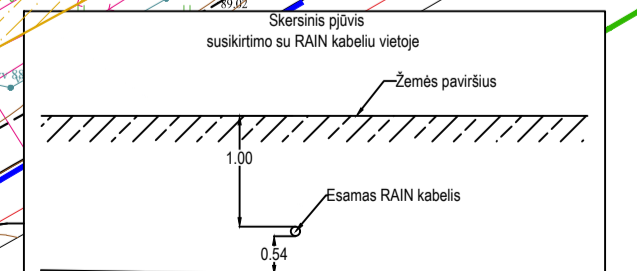 89,02
Skersinis pjūvis
susikirtimo su RAIN kabeliu vietoje
Žemės paviršius
1.00
Esamas RAIN kabelis
0.54